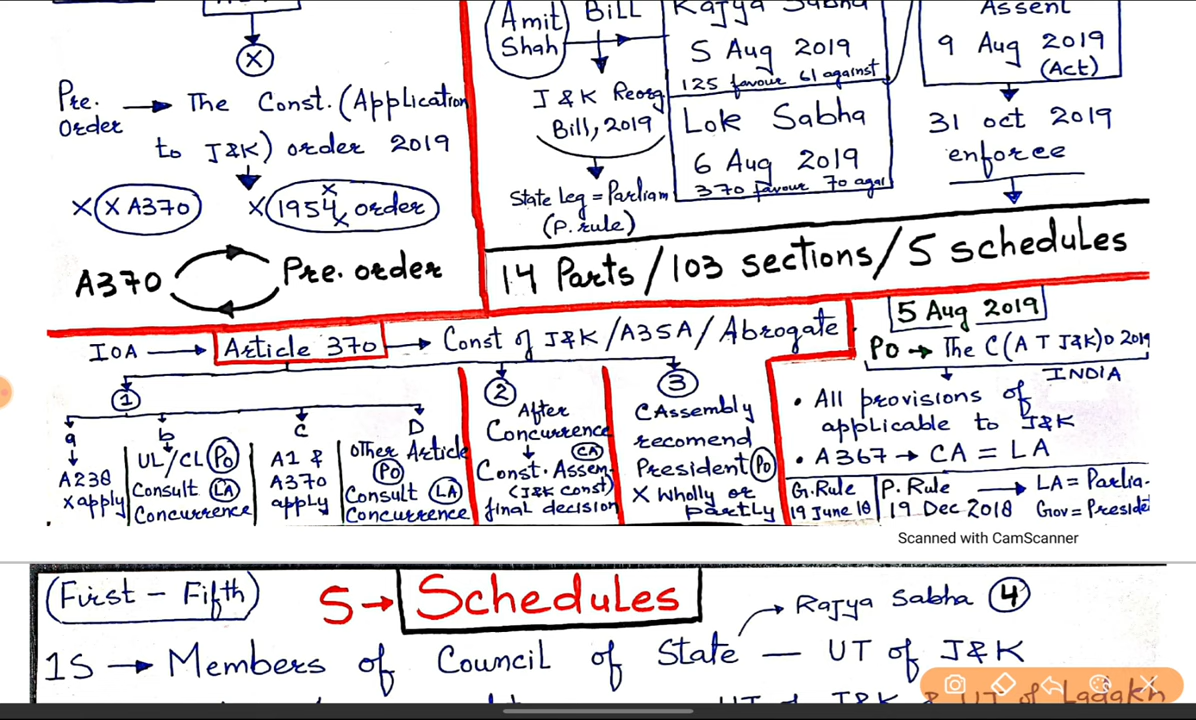 X
Pre. Order → The Const. (Application
to J&K) order 2019
X (X A370) X (1954 order)
A370 Pre. order
Amit Shah
Bill
J & K Reorg
Bill, 2019
State leg = Parliam
(P. rule)
Rajya Sabha
5 Aug 2019
125 favour 61 against
Lok Sabha
6 Aug 2019
370 favour 70 agai
Assent
9 Aug 2019
(Act)
31 oct 2019
enforce
14 Parts / 103 sections / 5 schedules
IOA → Article 370 → Const of J&K / A35A / Abrogate
1
a
A238
X apply
b
UL/CL (PO)
Consult (LA)
Concurrence
c
A1 &
A370
apply
D
other Article
(PO)
Consult (LA)
Concurrence
2
After
Concurrence
(CA)
Const. Assem
(J&K Const)
final decision
3
CAssembly
recomend
President (PO)
X Wholly or
partly
5 Aug 2019
PO → The C(A T J&K)O 2019
INDIA
• All provisions of
applicable to J&K
• A367 → CA = LA
G. Rule
19 June 18
P. Rule → LA = Parlia-
19 Dec 2018 Gov = Preside
Scanned with CamScanner
(First - Fifth) 5 → Schedules
Rajya Sabha 4
1S → Members of Council of State — UT of J&K
UT of J&K & UT of Ladakh